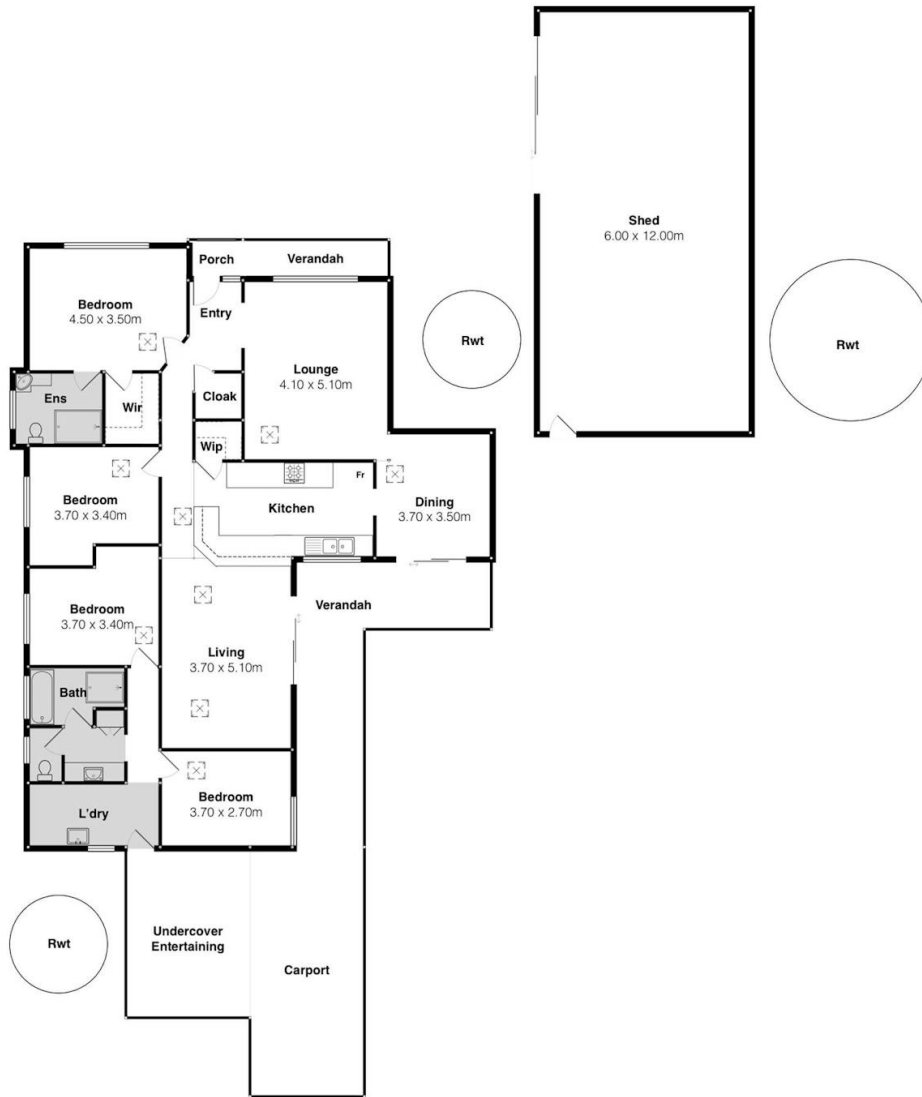 Shed
6.00 x 12.00m
Porch
Verandah
Bedroom
4.50 x 3.50m
Entry
Rwt
Rwt
Lounge
4.10 x 5.10m
Ens
Wir
Cloak
Wip
Fr
Bedroom
3.70 x 3.40m
Kitchen
Dining
3.70 x 3.50m
Bedroom
3.70 x 3.40m
Verandah
Living
3.70 x 5.10m
Bath
Bedroom
3.70 x 2.70m
L'dry
Rwt
Undercover
Entertaining
Carport